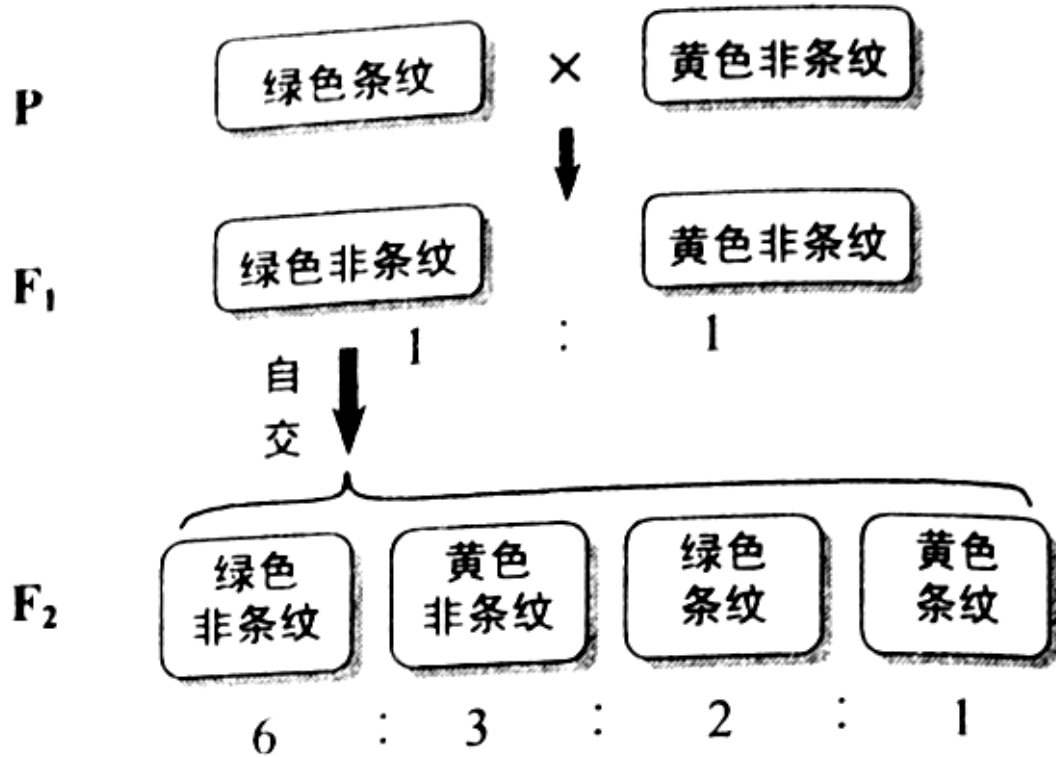 P 绿色条纹 × 黄色非条纹
F₁ 绿色非条纹 黄色非条纹
1 : 1
自
交
F₂ 绿色 黄色 绿色 黄色
非条纹 非条纹 条纹 条纹
6 : 3 : 2 : 1